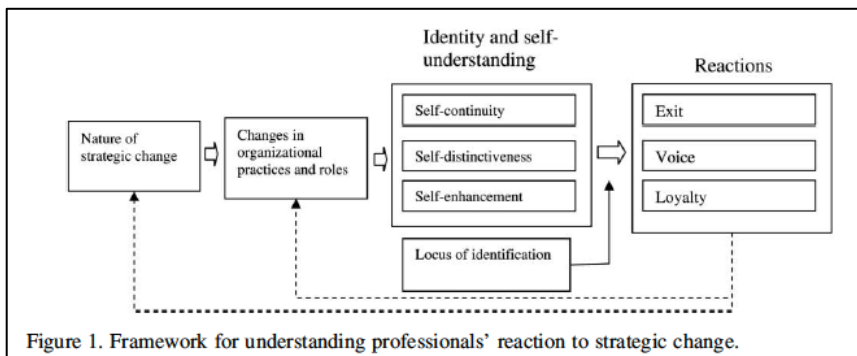 Identity and self-
understanding
Reactions
Nature of
strategic change
Changes in
organizational
practices and roles
Self-continuity
Self-distinctiveness
Self-enhancement
Locus of identification
Exit
Voice
Loyalty
Figure 1. Framework for understanding professionals’ reaction to strategic change.